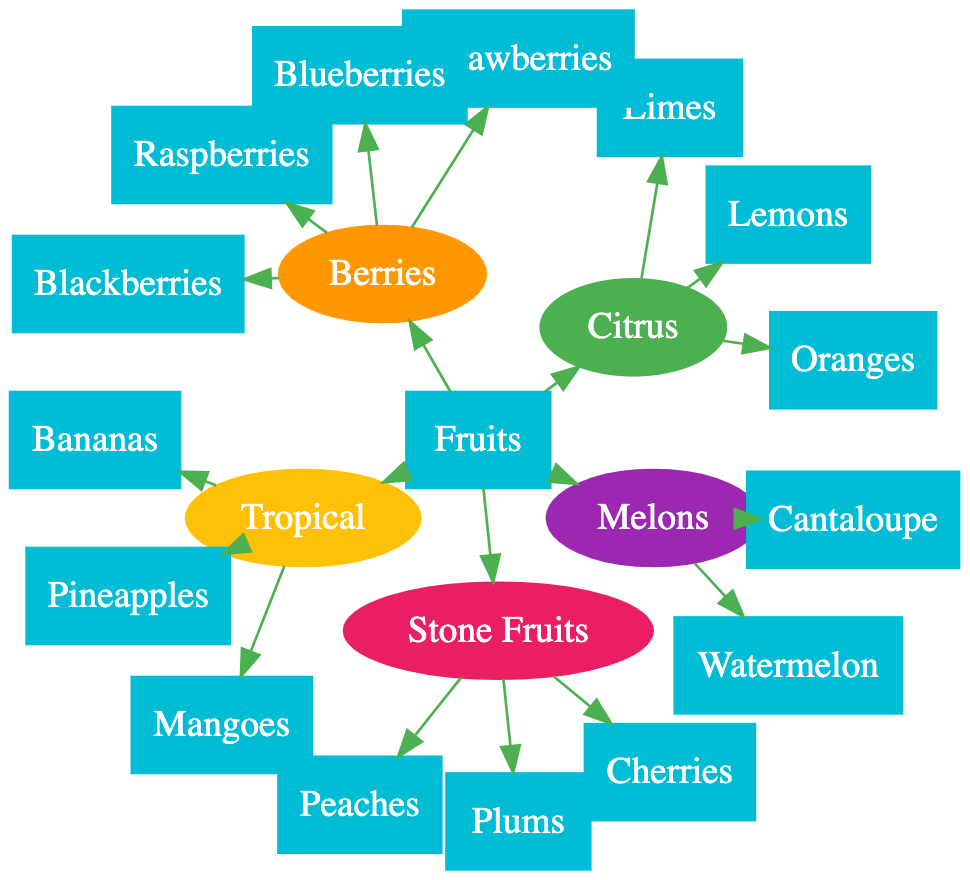 awberries
Blueberries
Limes
Raspberries
Lemons
Berries
Blackberries
Citrus
Oranges
Fruits
Bananas
Tropical
Melons
Cantaloupe
Pineapples
Stone Fruits
Watermelon
Mangoes
Cherries
Peaches
Plums